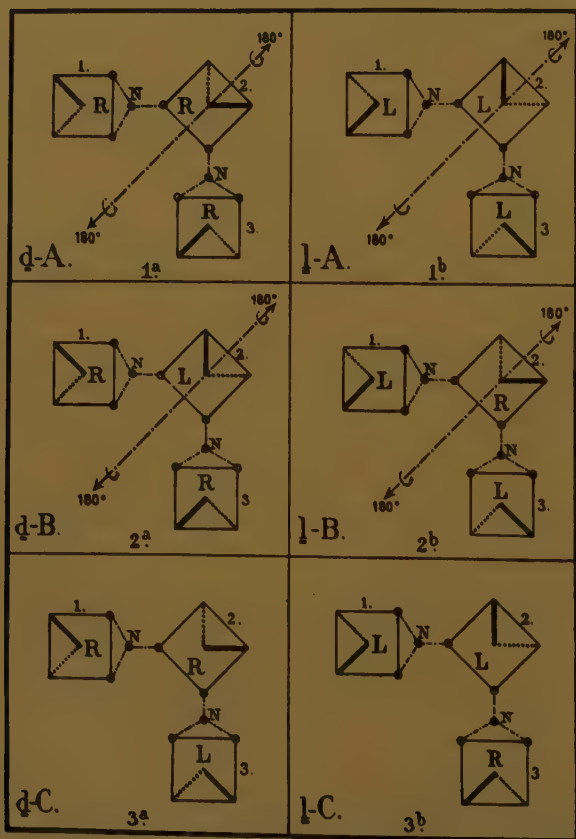 1. R N R 2. 180°
N
R 3.
180°
d-A. 1ª
1. L N L 2. 180°
N
L 3
180°
l-A. 1ᵇ
1. R N L 2. 180°
N
R 3
180°
d-B. 2ª
1. L N R 2. 180°
N
L 3
180°
l-B. 2ᵇ
1. R N R 2.
N
L 3.
d-C. 3ª
1. L N L 2.
N
R 3
l-C. 3ᵇ